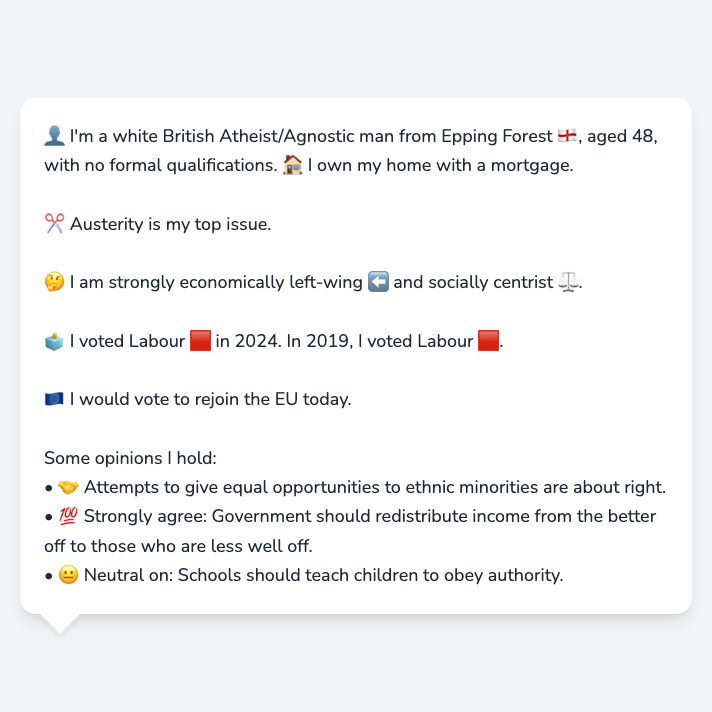 👤 I'm a white British Atheist/Agnostic man from Epping Forest 🏴󠁧󠁢󠁥󠁮󠁧󠁿, aged 48,
with no formal qualifications. 🏠 I own my home with a mortgage.
✂️ Austerity is my top issue.
🤔 I am strongly economically left-wing ⬅️ and socially centrist ⚖️.
🗳️ I voted Labour 🟥 in 2024. In 2019, I voted Labour 🟥.
🇪🇺 I would vote to rejoin the EU today.
Some opinions I hold:
• 🤝 Attempts to give equal opportunities to ethnic minorities are about right.
• 💯 Strongly agree: Government should redistribute income from the better
off to those who are less well off.
• 😐 Neutral on: Schools should teach children to obey authority.